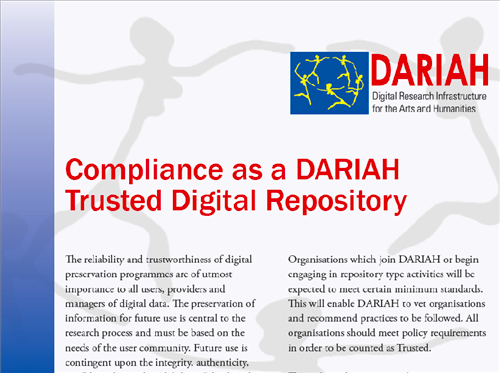 DARIAH
Digital Research Infrastructure
for the Arts and Humanities
Compliance as a DARIAH
Trusted Digital Repository
The reliability and trustworthiness of digital
preservation programmes are of utmost
importance to all users, providers and
managers of digital data. The preservation of
information for future use is central to the
research process and must be based on the
needs of the user community. Future use is
contingent upon the integrity, authenticity,
Organisations which join DARIAH or begin
engaging in repository type activities will be
expected to meet certain minimum standards.
This will enable DARIAH to vet organisations
and recommend practices to be followed. All
organisations should meet policy requirements
in order to be counted as Trusted.